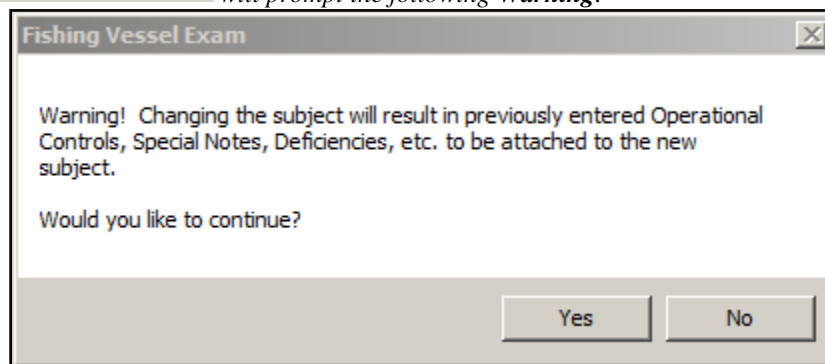 will prompt the following Warning!
Fishing Vessel Exam
Warning! Changing the subject will result in previously entered Operational
Controls, Special Notes, Deficiencies, etc. to be attached to the new
subject.
Would you like to continue?
Yes No